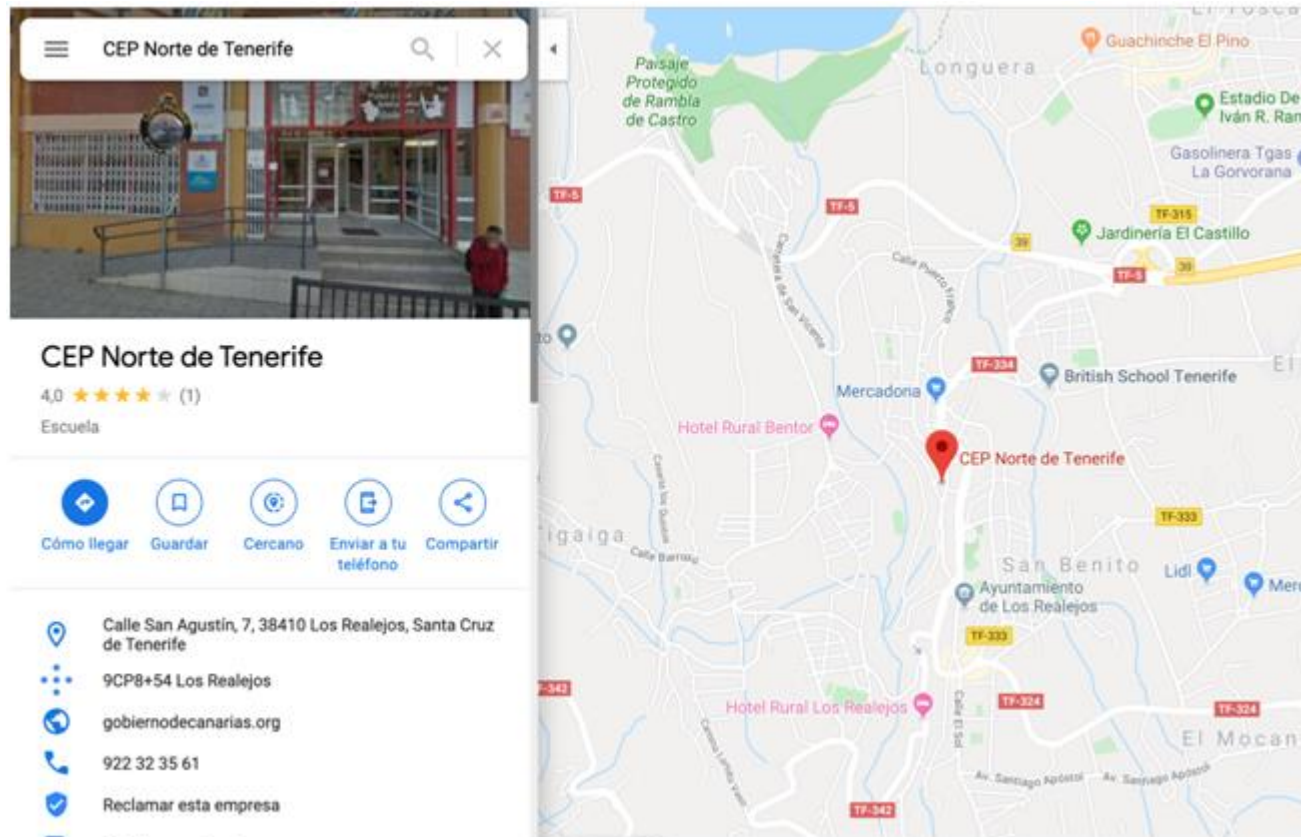 CEP Norte de Tenerife
CEP Norte de Tenerife
4,0 (1)
Escuela
Cómo llegar
Guardar
Cercano
Enviar a tu
teléfono
Compartir
Calle San Agustín, 7, 38410 Los Realejos, Santa Cruz
de Tenerife
9CP8+54 Los Realejos
gobiernodecanarias.org
922 32 35 61
Reclamar esta empresa
Guachinche El Pino
Longuera
Paisaje
Protegido
de Rambla
de Castro
Estadio De
Iván R. Ram
Gasolinera Tgas
La Gorvorana
TF-5
TF-5
TF-315
Jardinería El Castillo
39
TF-5
39
Calle Puerto Franco
Carretera de San Vicente
to
TF-334
British School Tenerife
El
Mercadona
Hotel Rural Bentor
CEP Norte de Tenerife
TF-333
igaiga
Calle Barroso
San Benito
Lidl
Merc
Ayuntamiento
de Los Realejos
TF-333
TF-342
Hotel Rural Los Realejos
Calle El Sol
TF-324
TF-324
El Mocan
Av. Santiago Apóstol
Av. Santiago Apóstol
TF-342